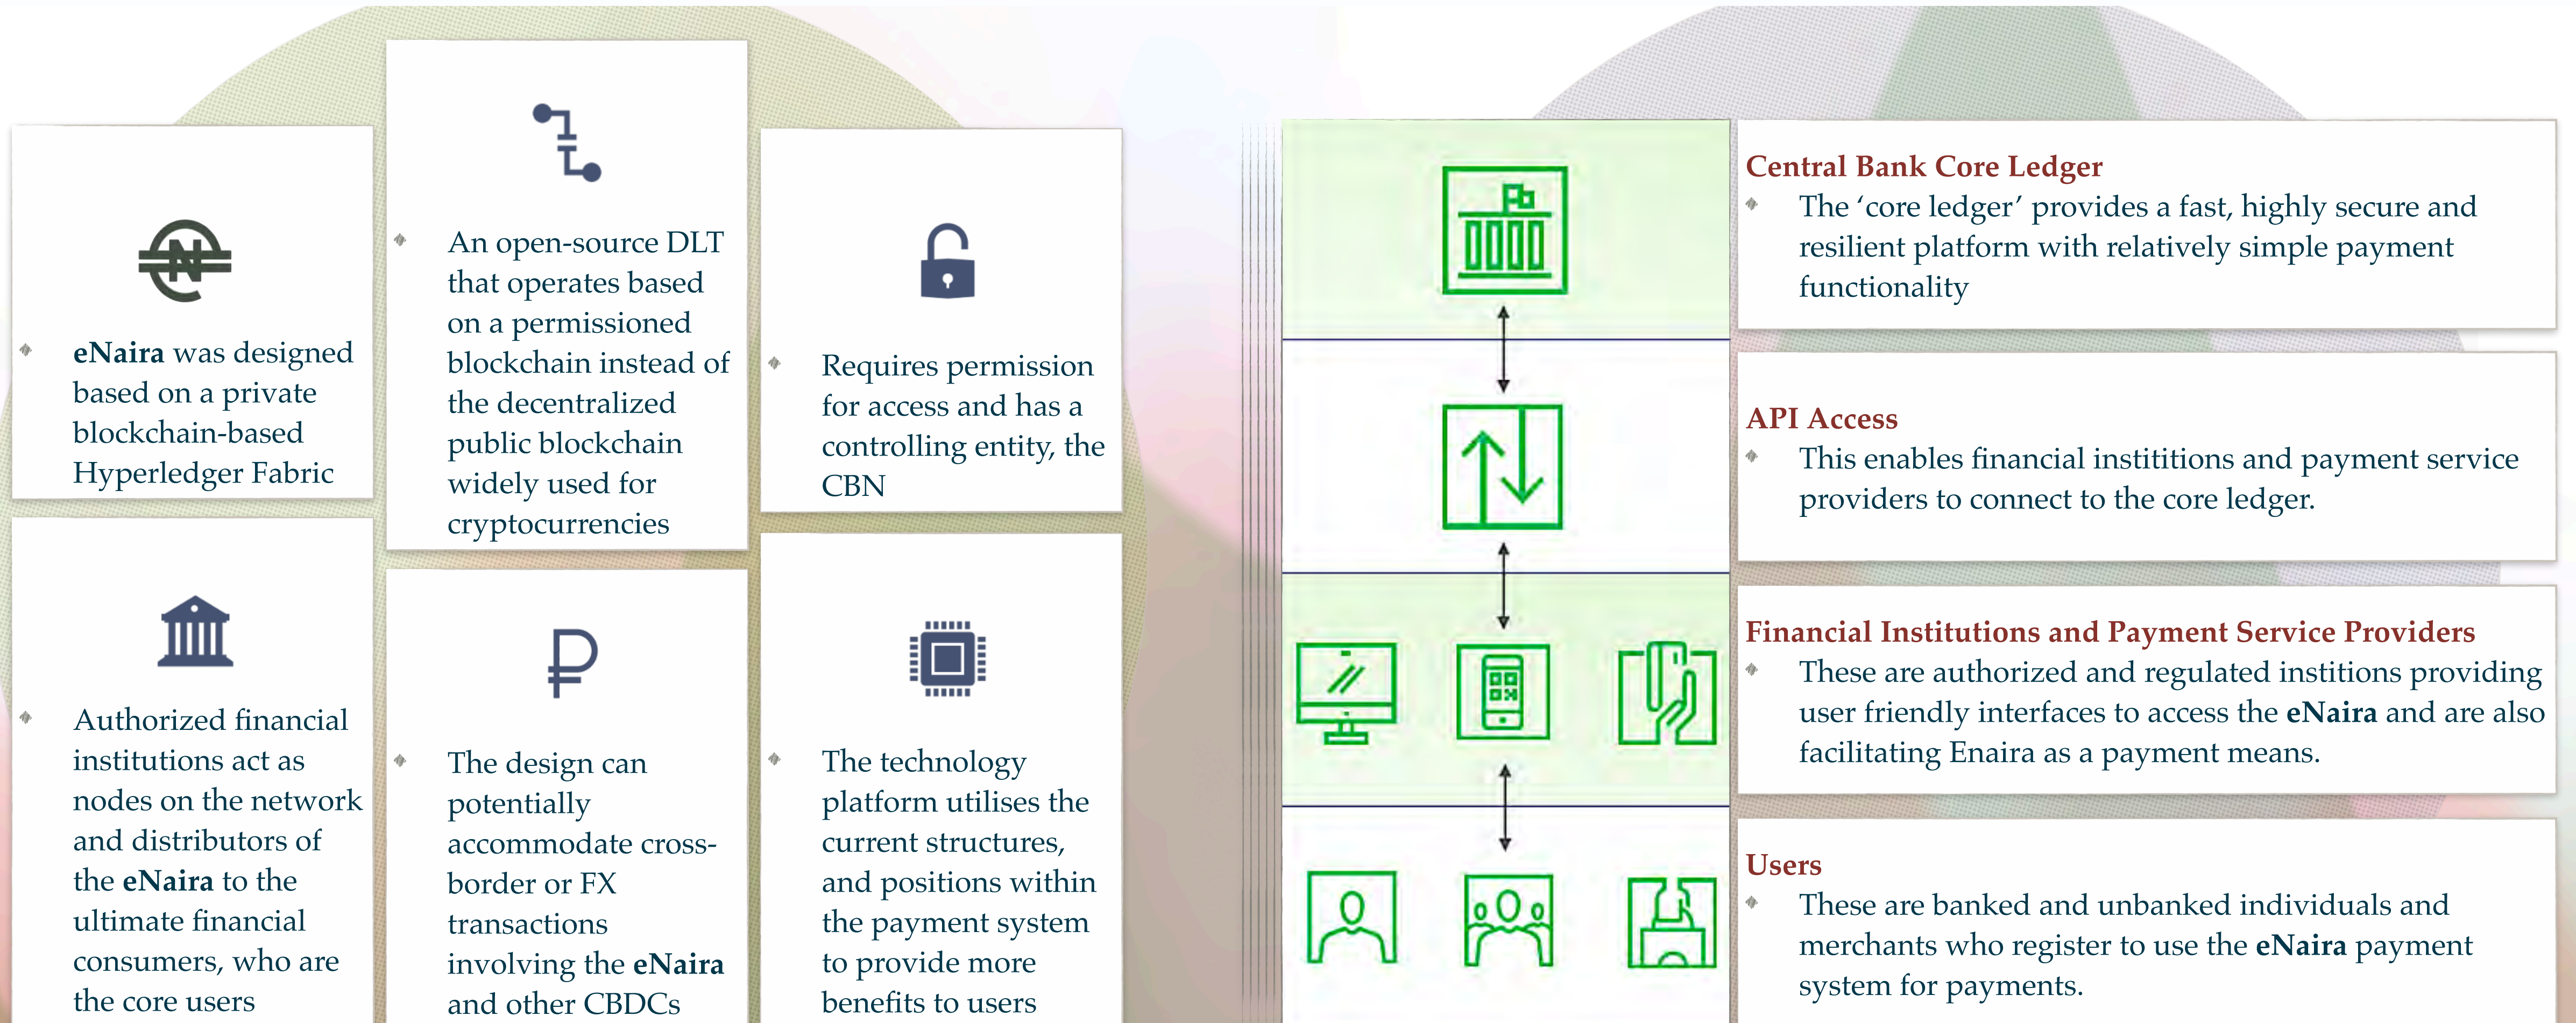 eNaira was designed
based on a private
blockchain-based
Hyperledger Fabric
An open-source DLT
that operates based
on a permissioned
blockchain instead of
the decentralized
public blockchain
widely used for
cryptocurrencies
Requires permission
for access and has a
controlling entity, the
CBN
Authorized financial
institutions act as
nodes on the network
and distributors of
the eNaira to the
ultimate financial
consumers, who are
the core users
The design can
potentially
accommodate cross-
border or FX
transactions
involving the eNaira
and other CBDCs
The technology
platform utilises the
current structures,
and positions within
the payment system
to provide more
benefits to users
Central Bank Core Ledger
The ‘core ledger’ provides a fast, highly secure and
resilient platform with relatively simple payment
functionality
API Access
This enables financial instititions and payment service
providers to connect to the core ledger.
Financial Institutions and Payment Service Providers
These are authorized and regulated institions providing
user friendly interfaces to access the eNaira and are also
facilitating Enaira as a payment means.
Users
These are banked and unbanked individuals and
merchants who register to use the eNaira payment
system for payments.